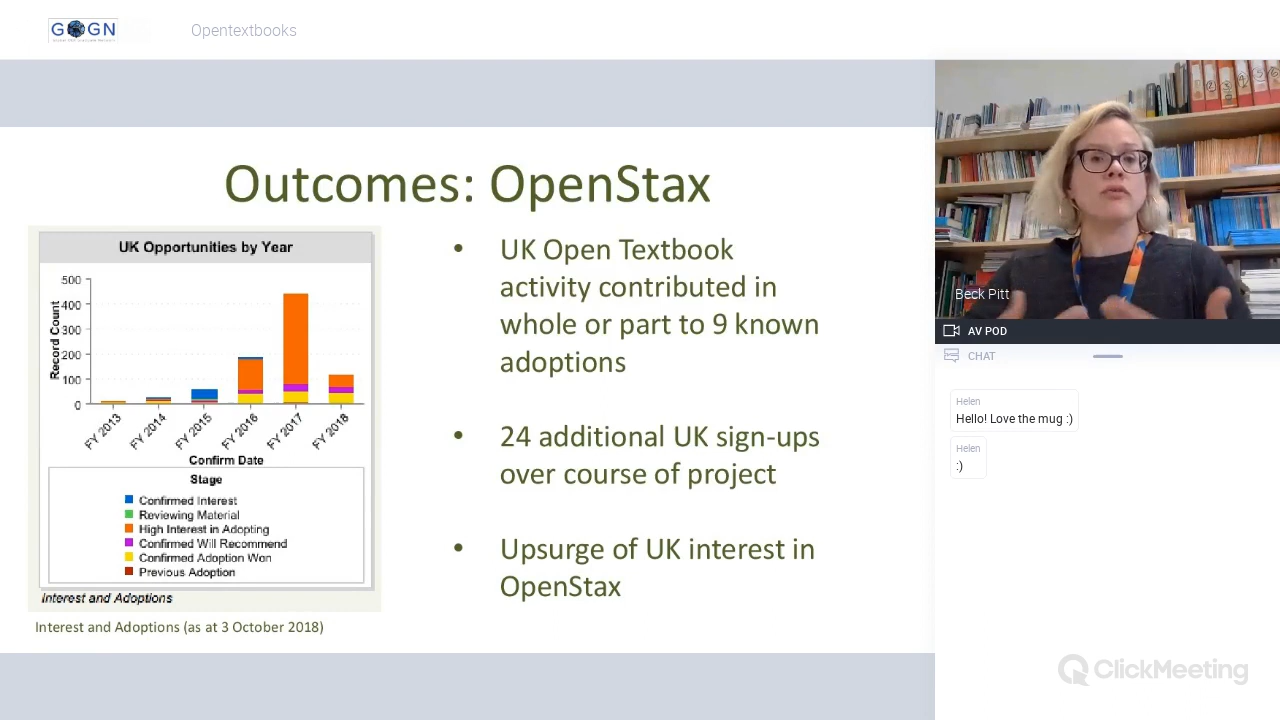 GOGN
Opentextbooks
Outcomes: OpenStax
UK Opportunities by Year
500
400
300
200
100
0
Record Count
FY 2013
FY 2014
FY 2015
FY 2016
FY 2017
FY 2018
Confirm Date
Stage
Confirmed Interest
Reviewing Material
High Interest in Adopting
Confirmed Will Recommend
Confirmed Adoption Won
Previous Adoption
Interest and Adoptions
Interest and Adoptions (as at 3 October 2018)
• UK Open Textbook
activity contributed in
whole or part to 9 known
adoptions
• 24 additional UK sign-ups
over course of project
• Upsurge of UK interest in
OpenStax
Beck Pitt
AV POD
CHAT
Helen
Hello! Love the mug :)
Helen
:)
ClickMeeting